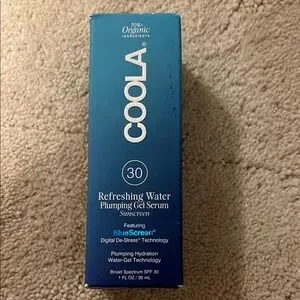 70%+
Organic
INGREDIENTS
COOLA®
30
Refreshing Water
Plumping Gel Serum
Sunscreen
Featuring
BlueScreen®
Digital De-Stress® Technology
Plumping Hydration
Water-Gel Technology
Broad Spectrum SPF 30
1 FL OZ / 30 mL